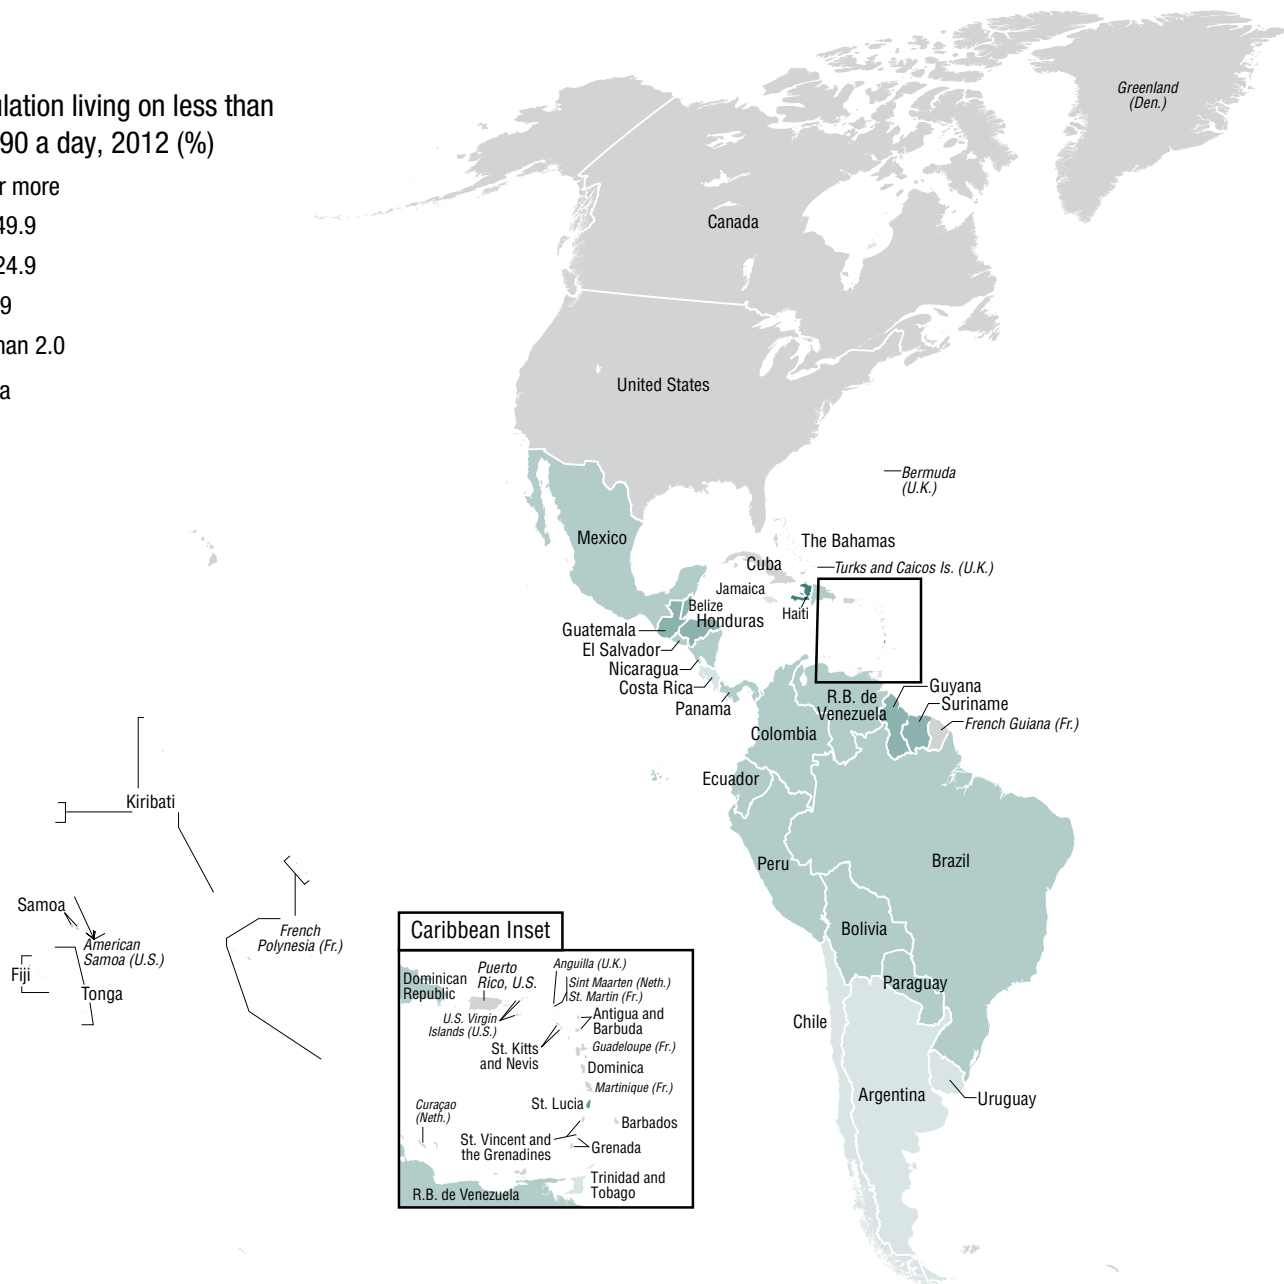 ulation living on less than
90 a day, 2012 (%)
r more
49.9
24.9
9
han 2.0
a
Greenland
(Den.)
Canada
United States
Bermuda
(U.K.)
Mexico
The Bahamas
Cuba
Turks and Caicos Is. (U.K.)
Jamaica
Belize
Haiti
Honduras
Guatemala
El Salvador
Nicaragua
Costa Rica
Panama
Guyana
R.B. de
Venezuela
Suriname
French Guiana (Fr.)
Colombia
Ecuador
Kiribati
Peru
Brazil
Samoa
American
Samoa (U.S.)
French
Polynesia (Fr.)
Fiji
Tonga
Bolivia
Paraguay
Chile
Argentina
Uruguay
Caribbean Inset
Dominican
Republic
Puerto
Rico, U.S.
Anguilla (U.K.)
Sint Maarten (Neth.)
St. Martin (Fr.)
U.S. Virgin
Islands (U.S.)
Antigua and
Barbuda
St. Kitts
and Nevis
Guadeloupe (Fr.)
Dominica
Martinique (Fr.)
St. Lucia
Curaçao
(Neth.)
Barbados
St. Vincent and
the Grenadines
Grenada
Trinidad and
Tobago
R.B. de Venezuela